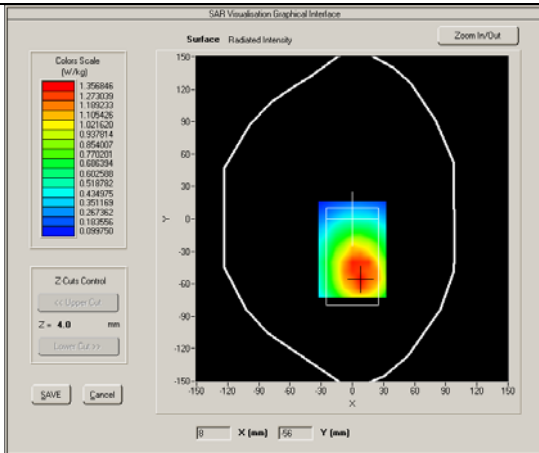 SAR Visualisation Graphical Interface
Surface Radiated Intensity
Zoom In/Out
Colors Scale
(W/kg)
1.356846
1.273039
1.189233
1.105426
1.021620
0.937814
0.854007
0.770201
0.686394
0.602588
0.518782
0.434975
0.351169
0.267362
0.183556
0.099750
Z-Cuts Control
<< Upper Cut
Z = 4.0 mm
Lower Cut >>
SAVE
Cancel
150
120
90
60
30
0
-30
-60
-90
-120
-150
Y
-150 -120 -90 -60 -30 0 30 60 90 120 150
X
8 X (mm) -56 Y (mm)